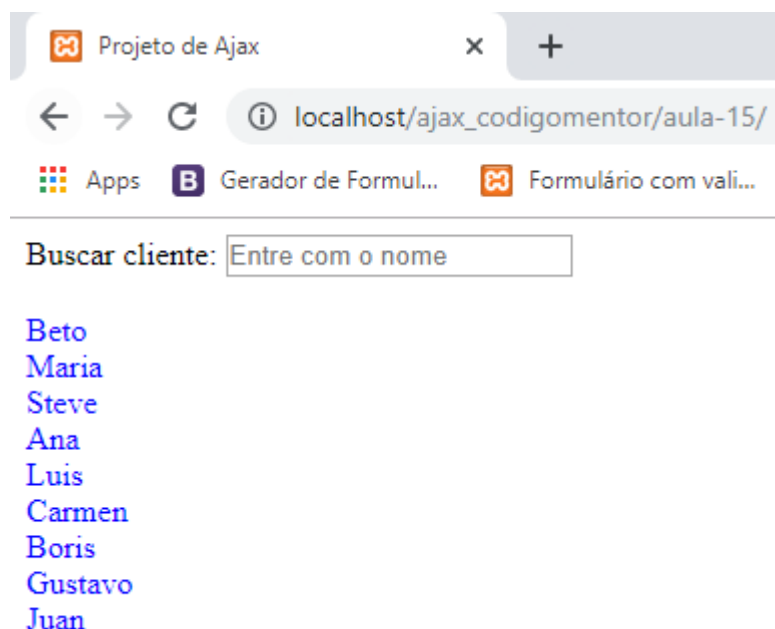 Projeto de Ajax
localhost/ajax_codigomentor/aula-15/
Apps B Gerador de Formul... Formulário com vali...
Buscar cliente: Entre com o nome
Beto
Maria
Steve
Ana
Luis
Carmen
Boris
Gustavo
Juan